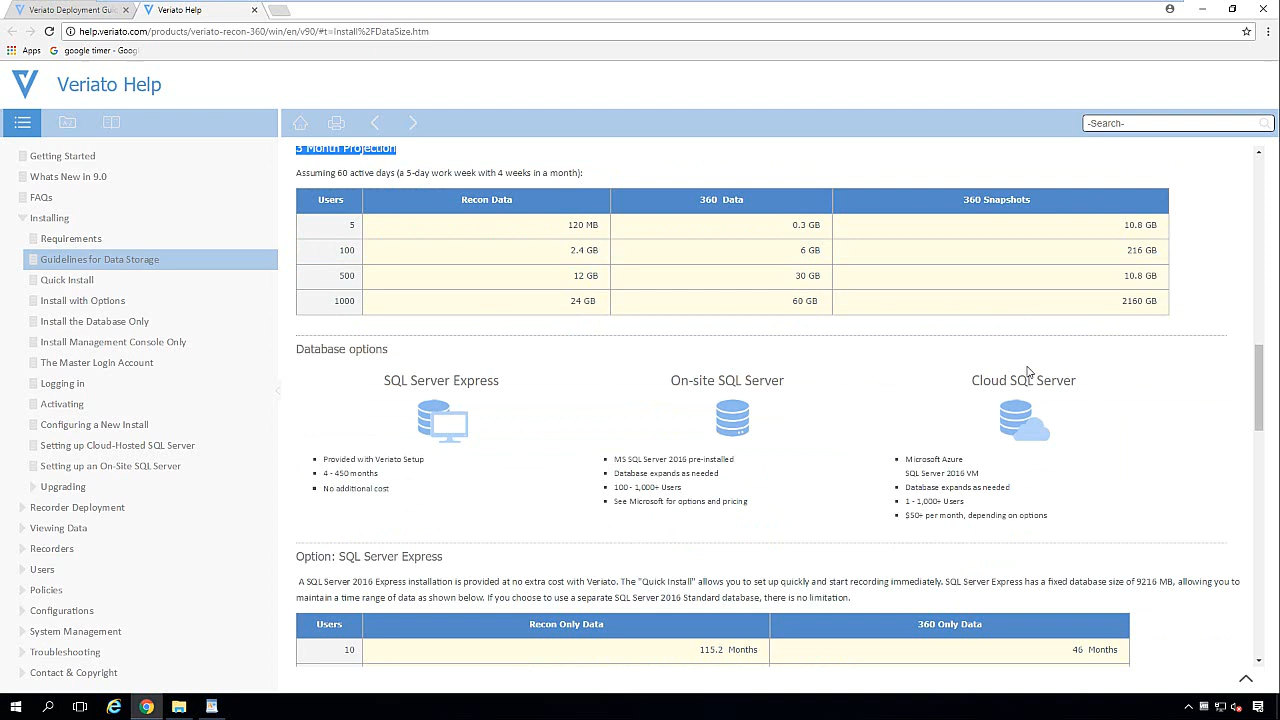 Veriato Deployment Gui
Veriato Help
help.veriato.com/products/veriato-recon-360/win/en/v90/#t=Install%2FDataSize.htm
Apps
google timer - Googl
Veriato Help
-Search-
Getting Started
Whats New in 9.0
FAQs
Installing
Requirements
Guidelines for Data Storage
Quick Install
Install with Options
Install the Database Only
Install Management Console Only
The Master Login Account
Logging in
Activating
Configuring a New Install
Setting up Cloud-Hosted SQL Server
Setting up an On-Site SQL Server
Upgrading
Recorder Deployment
Viewing Data
Recorders
Users
Policies
Configurations
System Management
Troubleshooting
Contact & Copyright
3 Month Projection
Assuming 60 active days (a 5-day work week with 4 weeks in a month):
Users Recon Data 360 Data 360 Snapshots
5 120 MB 0.3 GB 10.8 GB
100 2.4 GB 6 GB 216 GB
500 12 GB 30 GB 10.8 GB
1000 24 GB 60 GB 2160 GB
Database options
SQL Server Express
Provided with Veriato Setup
4 - 450 months
No additional cost
On-site SQL Server
MS SQL Server 2016 pre-installed
Database expands as needed
100 - 1,000+ Users
See Microsoft for options and pricing
Cloud SQL Server
Microsoft Azure
SQL Server 2016 VM
Database expands as needed
1 - 1,000+ Users
$50+ per month, depending on options
Option: SQL Server Express
A SQL Server 2016 Express installation is provided at no extra cost with Veriato. The "Quick Install" allows you to set up quickly and start recording immediately. SQL Server Express has a fixed database size of 9216 MB, allowing you to
maintain a time range of data as shown below. If you choose to use a separate SQL Server 2016 Standard database, there is no limitation.
Users Recon Only Data 360 Only Data
10 115.2 Months 46 Months